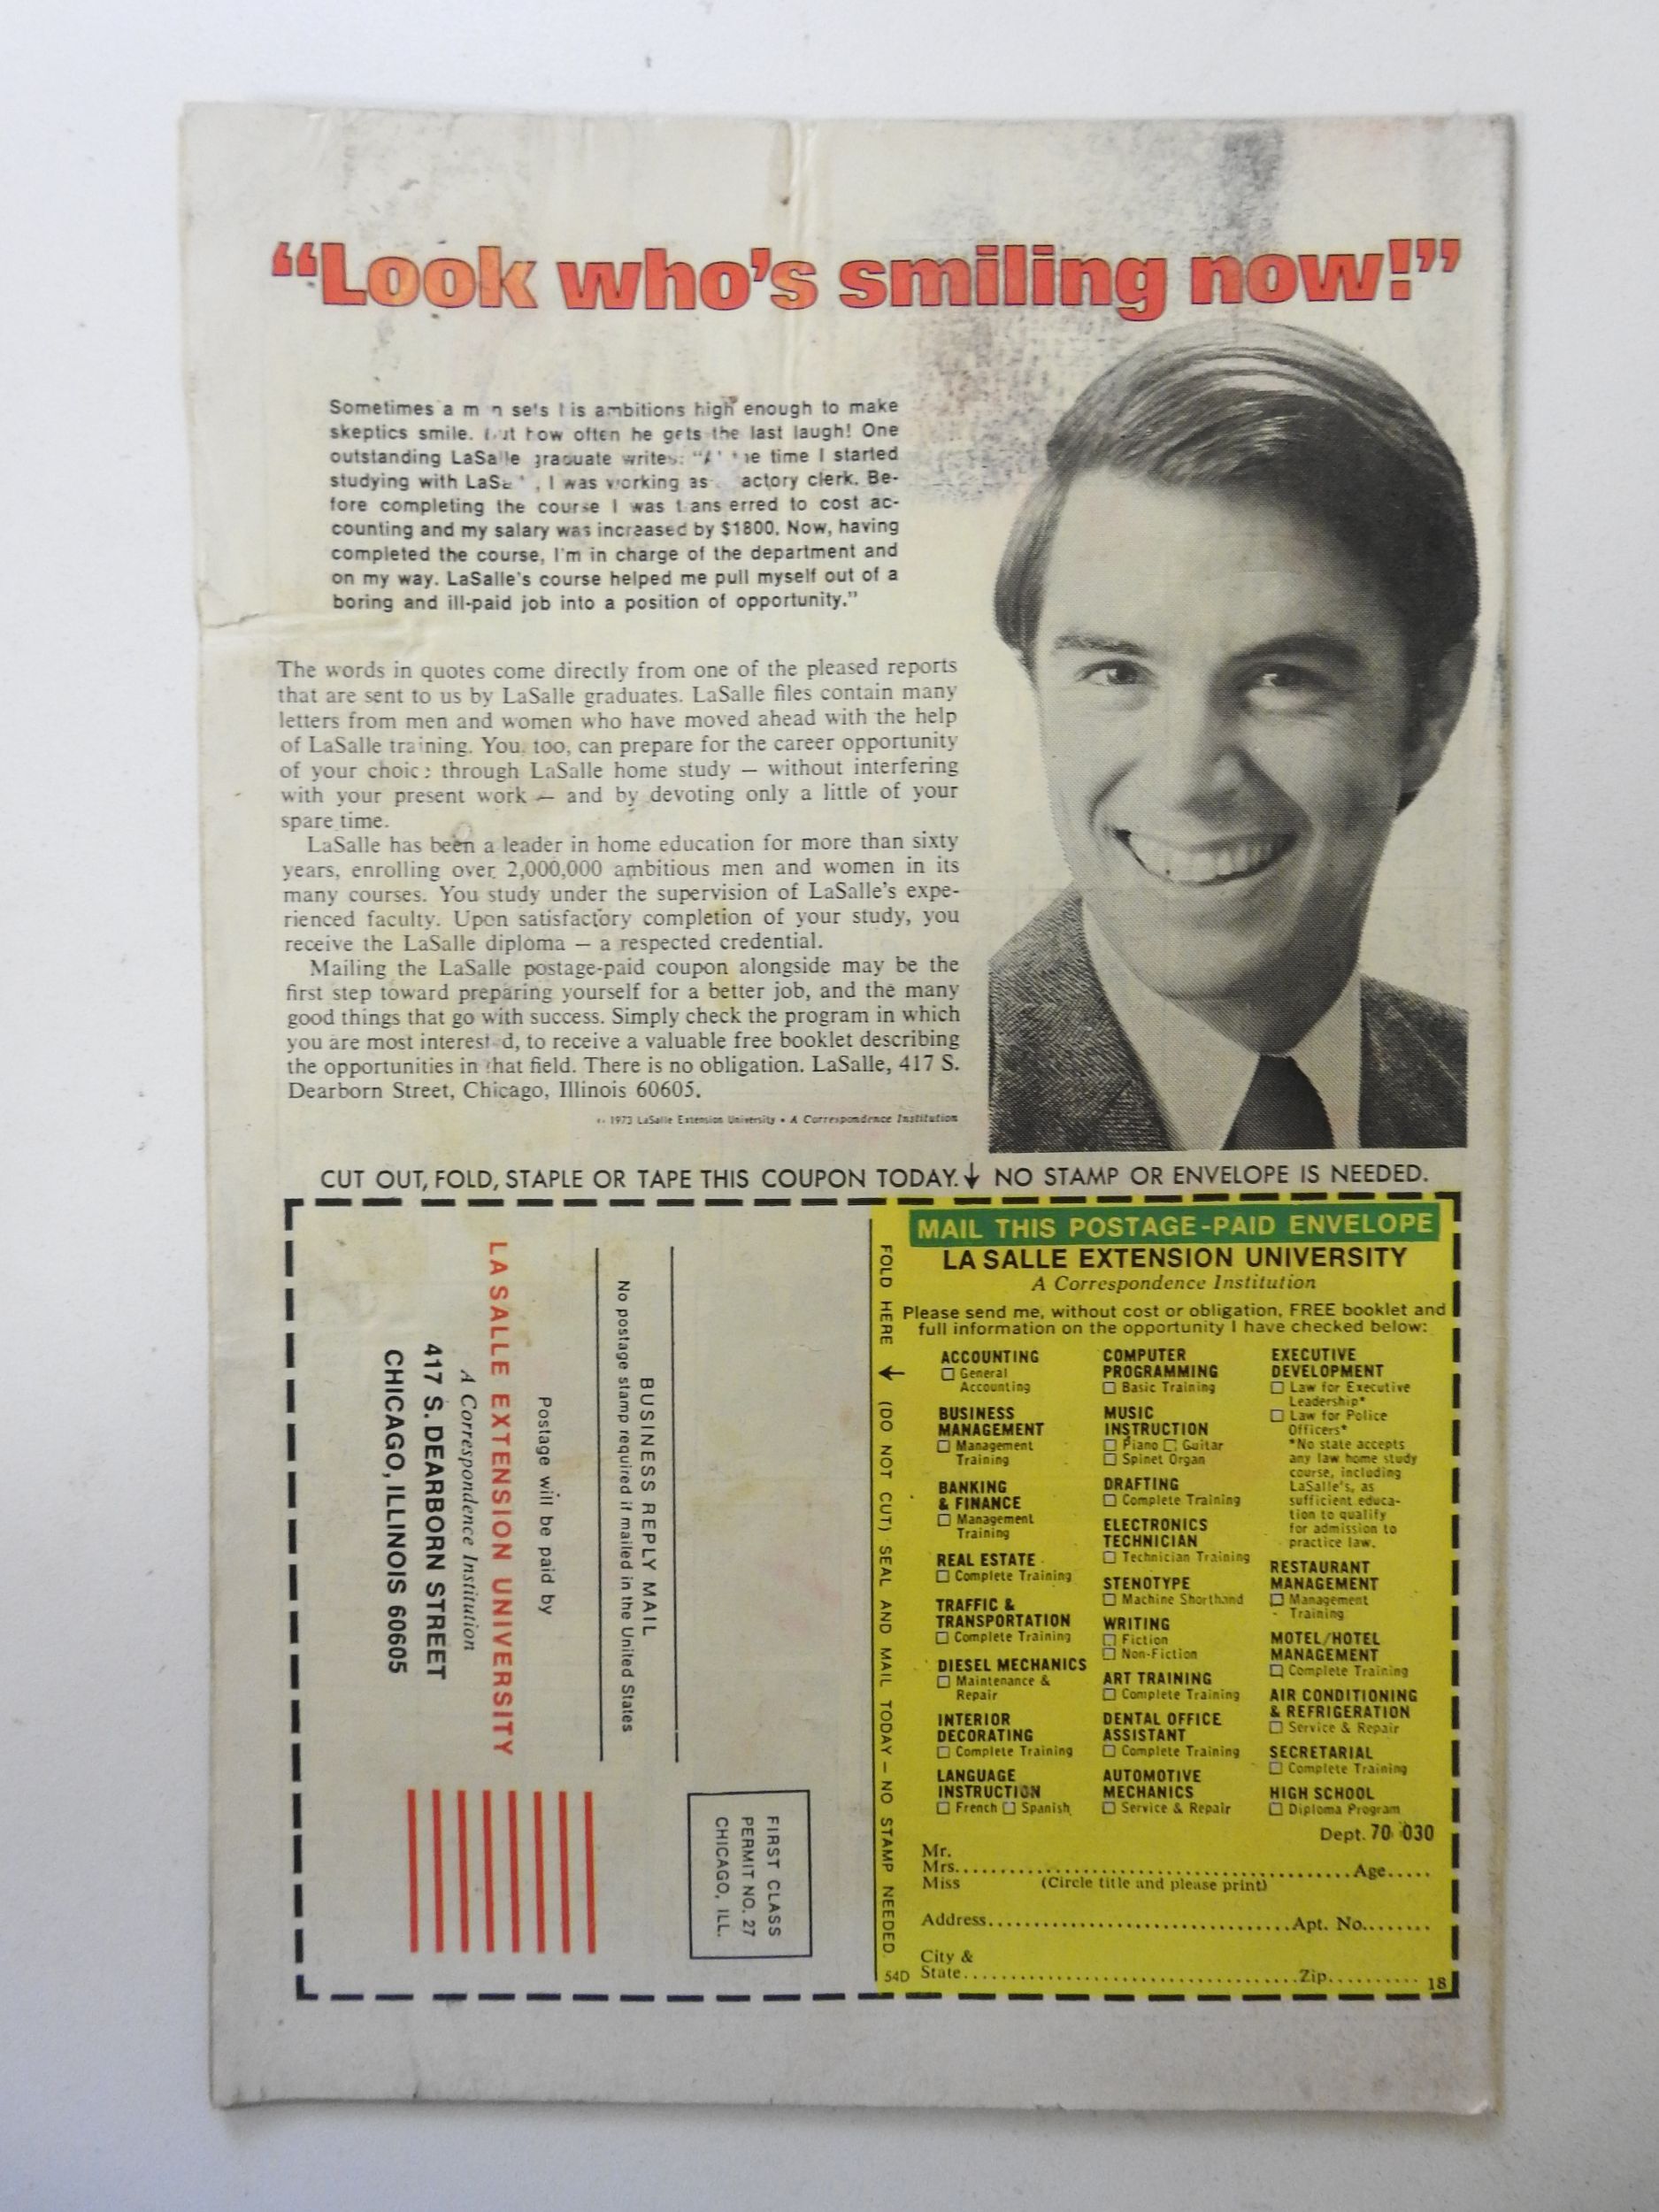 “Look who’s smiling now!”
Sometimes a m n sets is ambitions high enough to make
skeptics smile. how often he gets the last laugh! One
outstanding LaSalle graduate writes: time I started
studying with , I was working as actory clerk. Be-
fore completing the course I was erred to cost ac-
counting and my salary was increased by $1800. Now, having
completed the course, I'm in charge of the department and
on my way. LaSalle's course helped me pull myself out of a
boring and ill-paid job into a position of opportunity."
The words in quotes come directly from one of the pleased reports
that are sent to us by LaSalle graduates. LaSalle files contain many
letters from men and women who have moved ahead with the help
of LaSalle training. You, too, can prepare for the career opportunity
of your choice through LaSalle home study — without interfering
with your present work — and by devoting only a little of your
spare time.
LaSalle has been a leader in home education for more than sixty
years, enrolling over 2,000,000 ambitious men and women in its
many courses. You study under the supervision of LaSalle's expe-
rienced faculty. Upon satisfactory completion of your study, you
receive the LaSalle diploma — a respected credential.
Mailing the LaSalle postage-paid coupon alongside may be the
first step toward preparing yourself for a better job, and the many
good things that go with success. Simply check the program in which
you are most interest d, to receive a valuable free booklet describing
the opportunities in that field. There is no obligation. LaSalle, 417 S.
Dearborn Street, Chicago, Illinois 60605.
© 1973 LaSalle Extension University • A Correspondence Institution
CUT OUT, FOLD, STAPLE OR TAPE THIS COUPON TODAY. ↓ NO STAMP OR ENVELOPE IS NEEDED.
FIRST CLASS
PERMIT NO. 27
CHICAGO, ILL.
BUSINESS REPLY MAIL
No postage stamp required if mailed in the United States
Postage will be paid by
LA SALLE EXTENSION UNIVERSITY
A Correspondence Institution
417 S. DEARBORN STREET
CHICAGO, ILLINOIS 60605
FOLD HERE ↓ (DO NOT CUT) SEAL AND MAIL TODAY — NO STAMP NEEDED.
MAIL THIS POSTAGE-PAID ENVELOPE
LA SALLE EXTENSION UNIVERSITY
A Correspondence Institution
Please send me, without cost or obligation, FREE booklet and
full information on the opportunity I have checked below:
ACCOUNTING
☐ General
Accounting
BUSINESS
MANAGEMENT
☐ Management
Training
BANKING
& FINANCE
☐ Management
Training
REAL ESTATE
☐ Complete Training
TRAFFIC &
TRANSPORTATION
☐ Complete Training
DIESEL MECHANICS
☐ Maintenance &
Repair
INTERIOR
DECORATING
☐ Complete Training
LANGUAGE
INSTRUCTION
☐ French ☐ Spanish
COMPUTER
PROGRAMMING
☐ Basic Training
MUSIC
INSTRUCTION
☐ Piano ☐ Guitar
☐ Spinet Organ
DRAFTING
☐ Complete Training
ELECTRONICS
TECHNICIAN
☐ Technician Training
STENOTYPE
☐ Machine Shorthand
WRITING
☐ Fiction
☐ Non-Fiction
ART TRAINING
☐ Complete Training
DENTAL OFFICE
ASSISTANT
☐ Complete Training
AUTOMOTIVE
MECHANICS
☐ Service & Repair
EXECUTIVE
DEVELOPMENT
☐ Law for Executive
Leadership*
☐ Law for Police
Officers*
*No state accepts
any law home study
course, including
LaSalle's, as
sufficient educa-
tion to qualify
for admission to
practice law.
RESTAURANT
MANAGEMENT
☐ Management
Training
MOTEL/HOTEL
MANAGEMENT
☐ Complete Training
AIR CONDITIONING
& REFRIGERATION
☐ Service & Repair
SECRETARIAL
☐ Complete Training
HIGH SCHOOL
☐ Diploma Program
Dept. 70 030
Mr.
Mrs. Age
Miss (Circle title and please print)
Address Apt. No.
City &
State Zip
54D
18